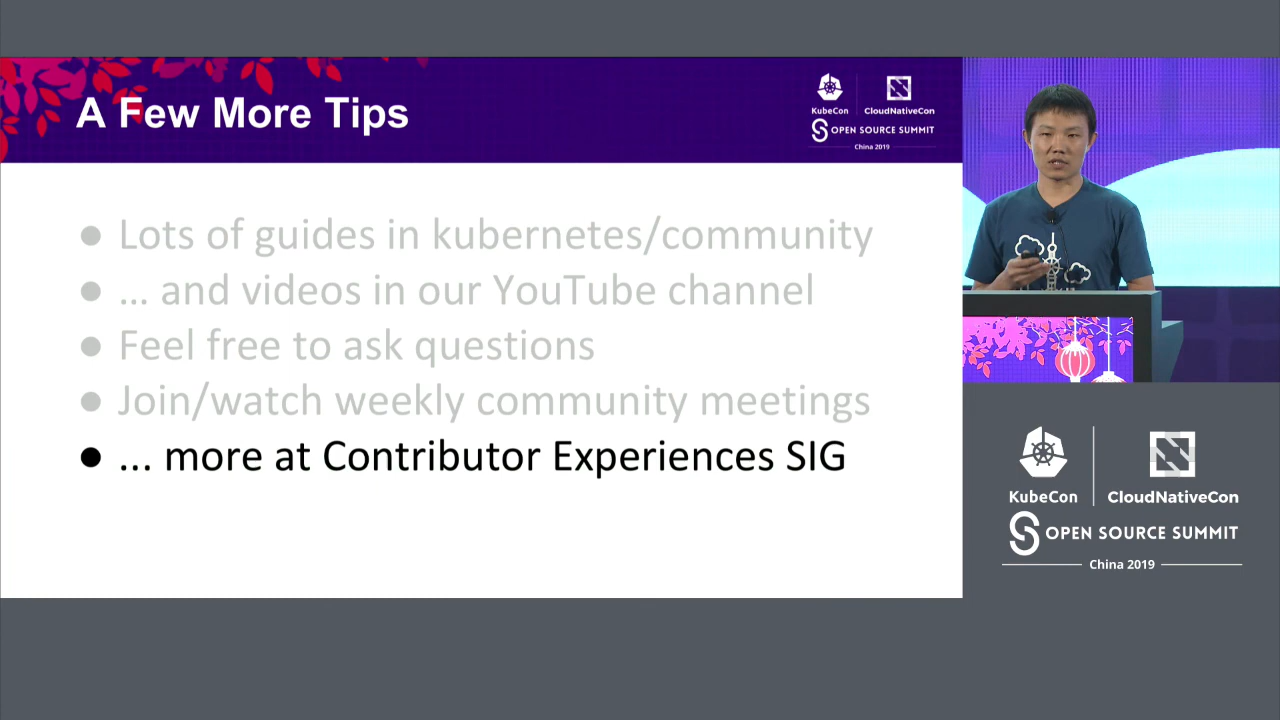 A Few More Tips
KubeCon
CloudNativeCon
OPEN SOURCE SUMMIT
China 2019
● Lots of guides in kubernetes/community
● ... and videos in our YouTube channel
● Feel free to ask questions
● Join/watch weekly community meetings
● ... more at Contributor Experiences SIG
KubeCon
CloudNativeCon
OPEN SOURCE SUMMIT
China 2019